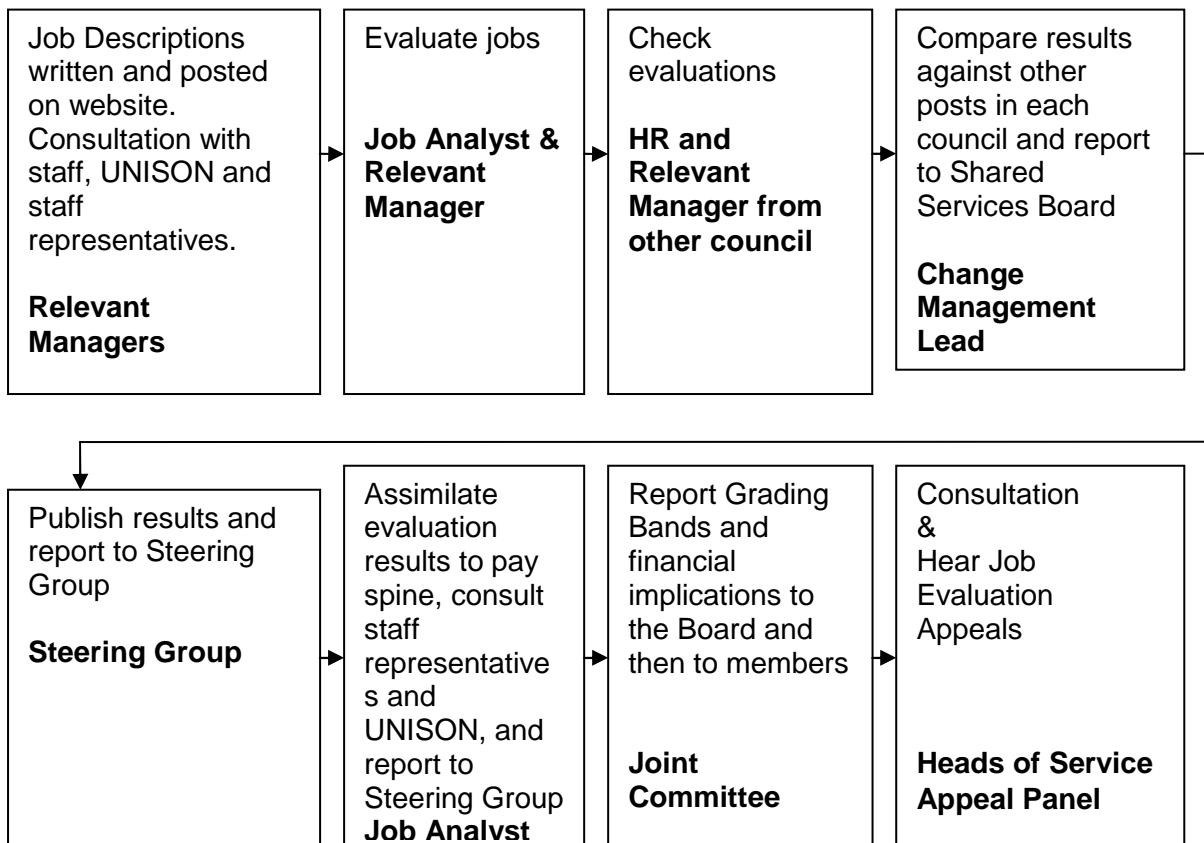 Job Descriptions
written and posted
on website.
Consultation with
staff, UNISON and
staff
representatives.
Relevant
Managers
Evaluate jobs
Job Analyst &
Relevant
Manager
Check
evaluations
HR and
Relevant
Manager from
other council
Compare results
against other
posts in each
council and report
to Shared
Services Board
Change
Management
Lead
Publish results and
report to Steering
Group
Steering Group
Assimilate
evaluation
results to pay
spine, consult
staff
representative
s and
UNISON, and
report to
Steering Group
Job Analyst
Report Grading
Bands and
financial
implications to
the Board and
then to members
Joint
Committee
Consultation
&
Hear Job
Evaluation
Appeals
Heads of Service
Appeal Panel